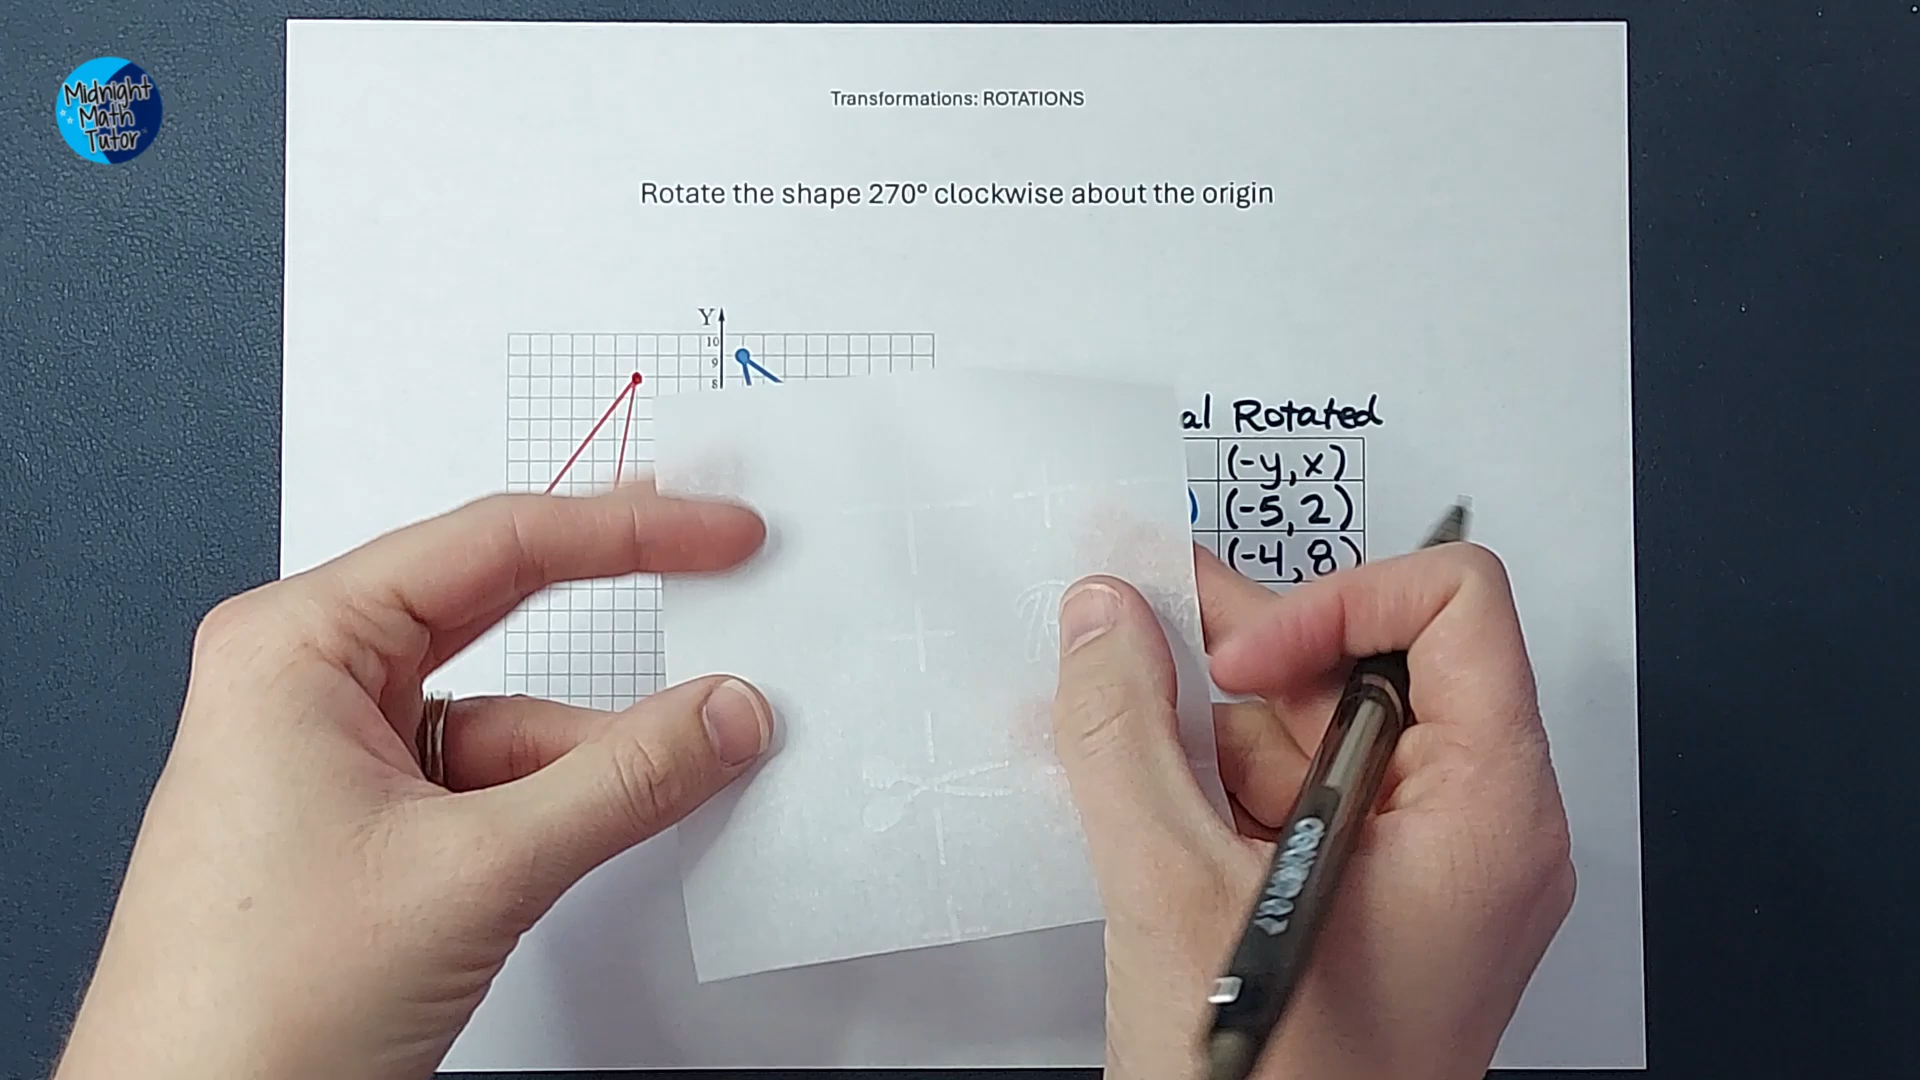 Midnight
Math
Tutor
Transformations: ROTATIONS
Rotate the shape 270° clockwise about the origin
Y
10
9
8
al Rotated
(-y,x)
) (-5,2)
(-4,8)